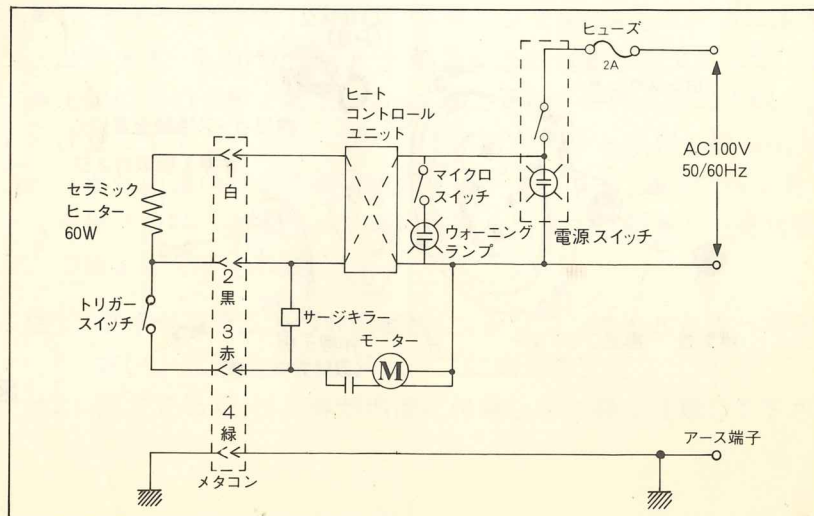 ヒューズ
2A
ヒート
コントロール
ユニット
AC100V
50/60Hz
マイクロ
スイッチ
セラミック
ヒーター
60W
1
白
ウォーニング
ランプ
電源スイッチ
2
黒
トリガー
スイッチ
サージキラー
3
赤
モーター
M
4
緑
アース端子
メタコン